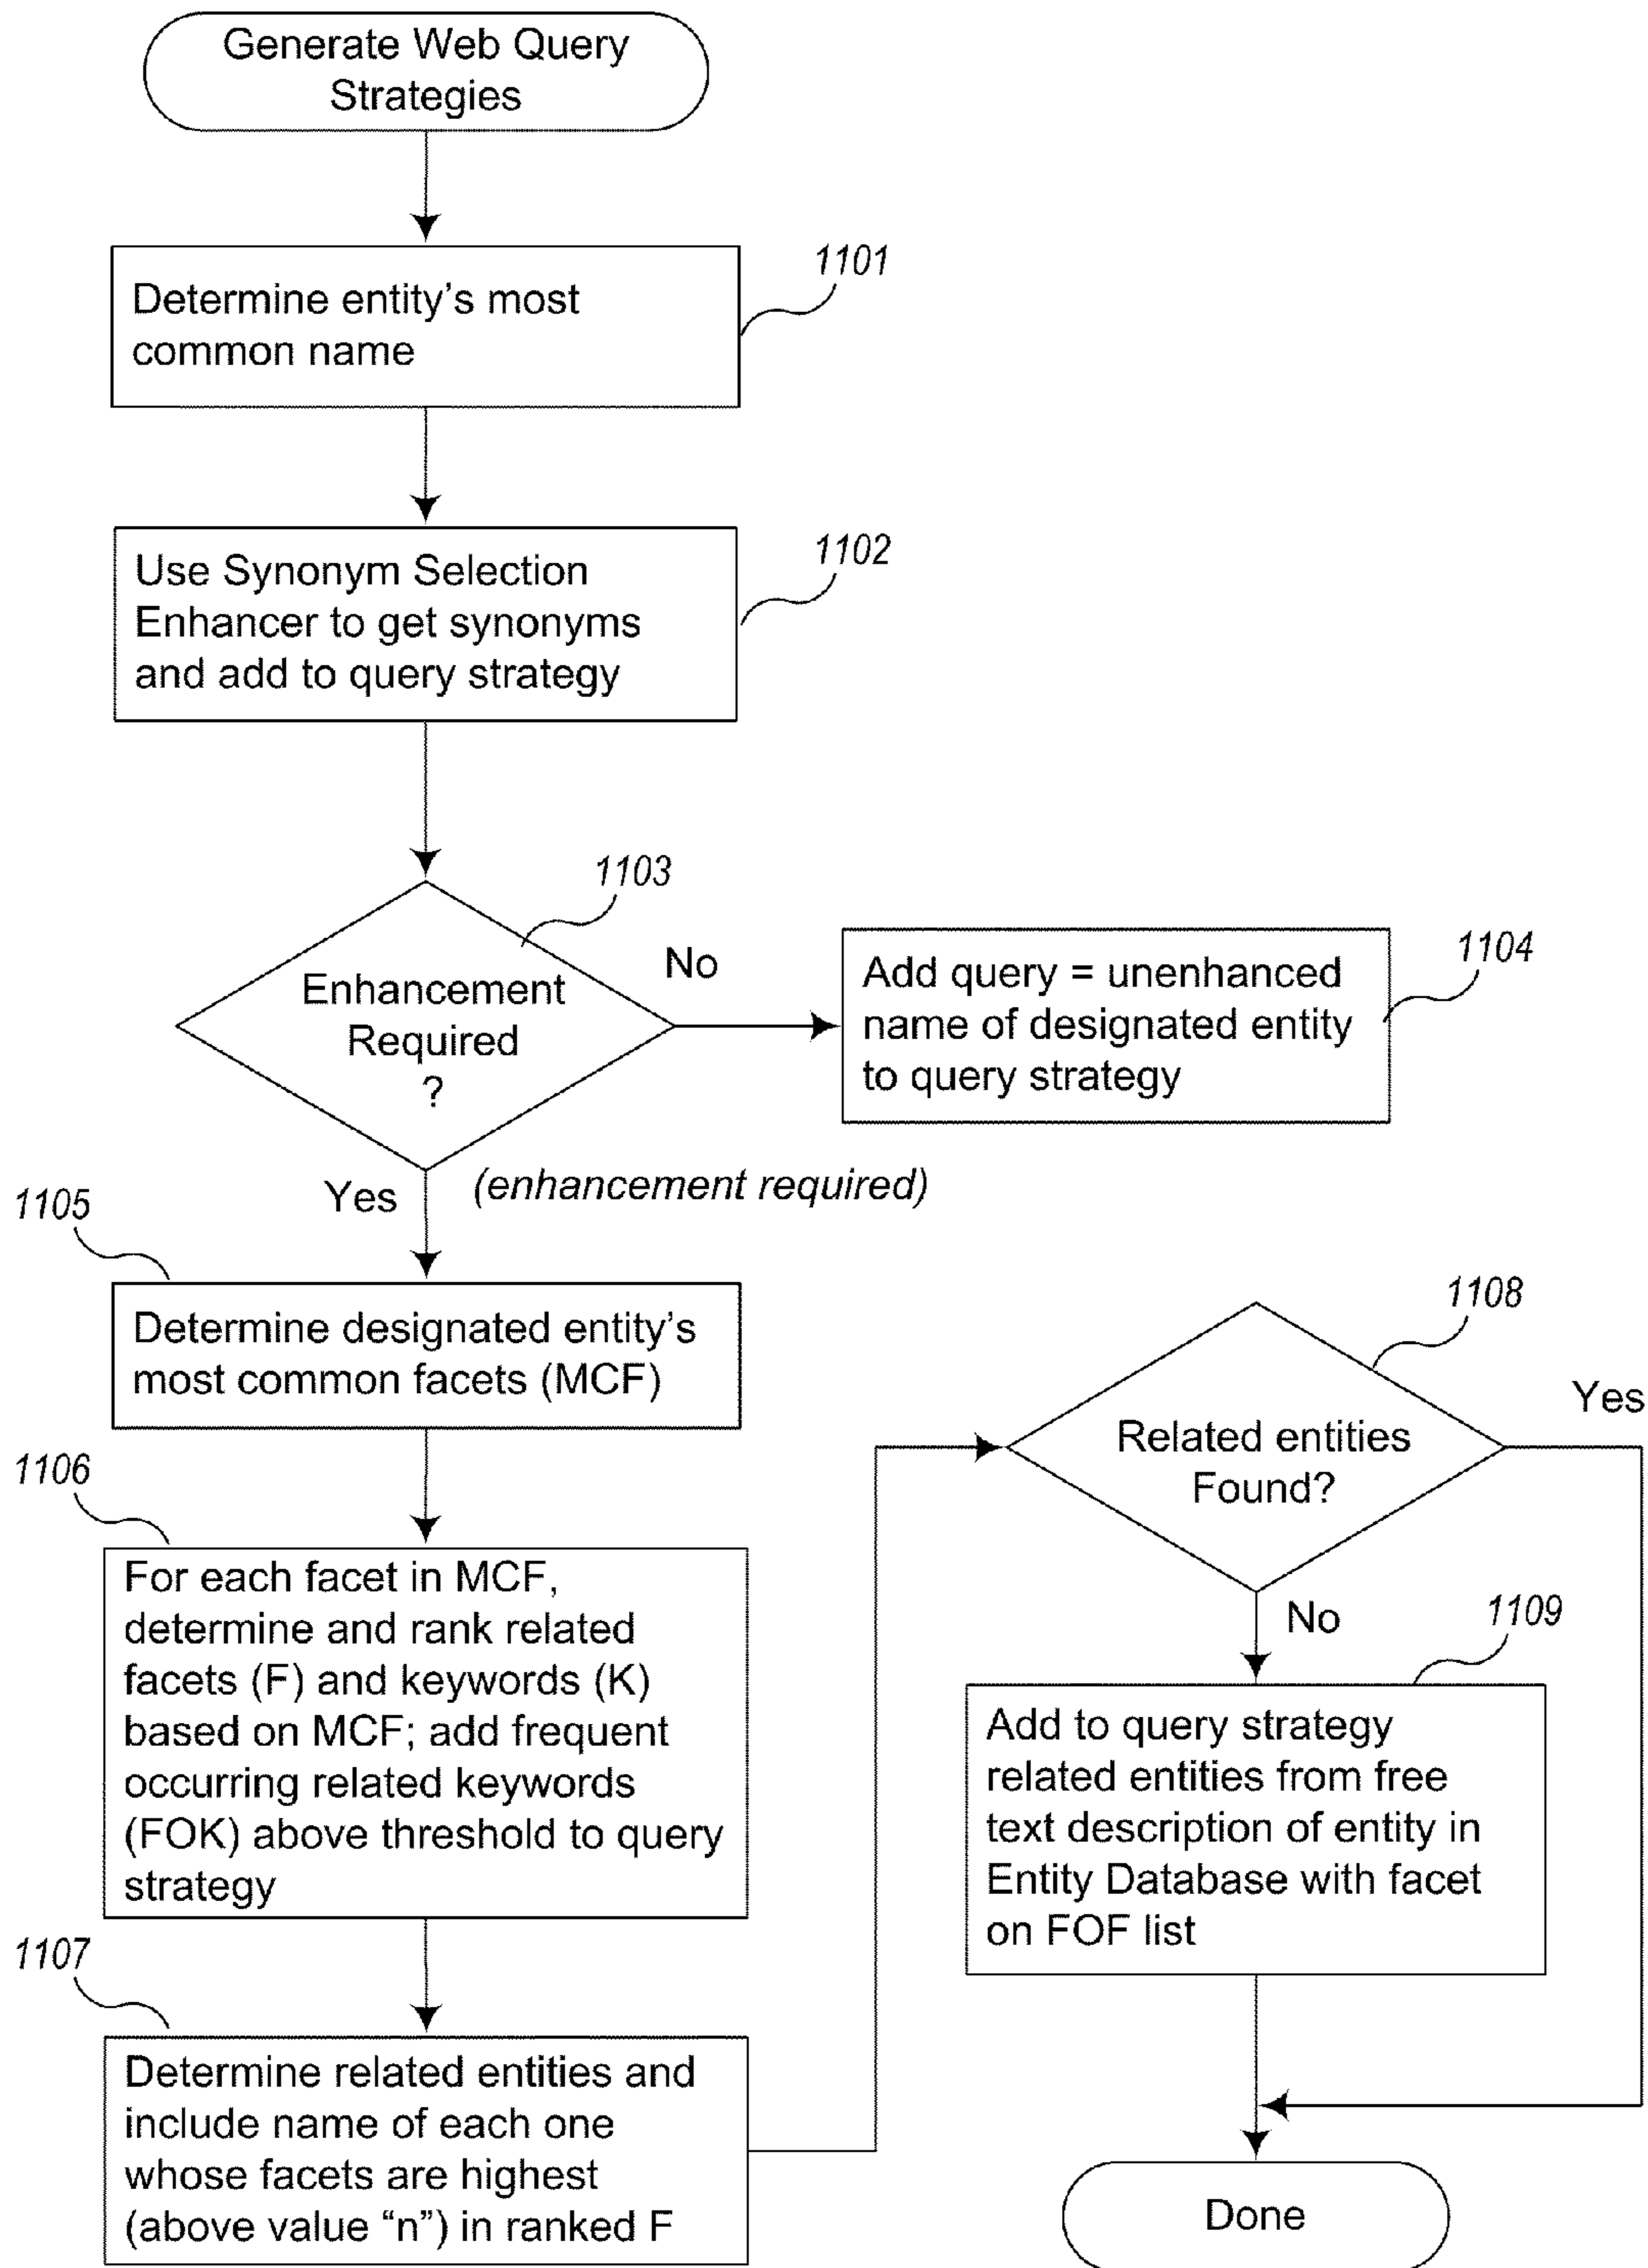 Generate Web Query
Strategies
1101
Determine entity's most
common name
1102
Use Synonym Selection
Enhancer to get synonyms
and add to query strategy
1103
Enhancement
Required
?
No
1104
Add query = unenhanced
name of designated entity
to query strategy
Yes
(enhancement required)
1105
Determine designated entity's
most common facets (MCF)
1106
For each facet in MCF,
determine and rank related
facets (F) and keywords (K)
based on MCF; add frequent
occurring related keywords
(FOK) above threshold to query
strategy
1107
Determine related entities and
include name of each one
whose facets are highest
(above value “n”) in ranked F
1108
Related entities
Found?
Yes
No
1109
Add to query strategy
related entities from free
text description of entity in
Entity Database with facet
on FOF list
Done